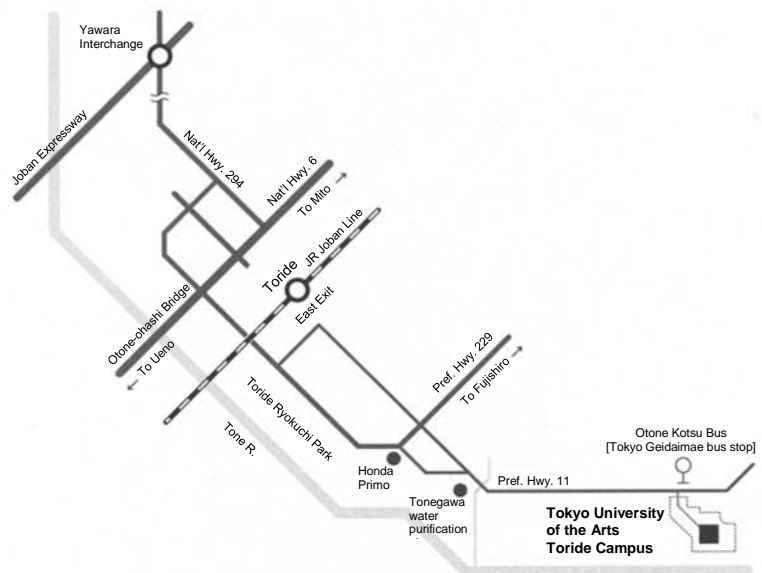 Yawara
Interchange
Joban Expressway
Nat'l Hwy. 294
Nat'l Hwy. 6
To Mito
JR Joban Line
Toride
East Exit
Otone-ohashi Bridge
To Ueno
Pref. Hwy. 229
To Fujishiro
Toride Ryokuchi Park
Tone R.
Honda
Primo
Otone Kotsu Bus
[Tokyo Geidaimae bus stop]
Pref. Hwy. 11
Tonegawa
water
purification
Tokyo University
of the Arts
Toride Campus